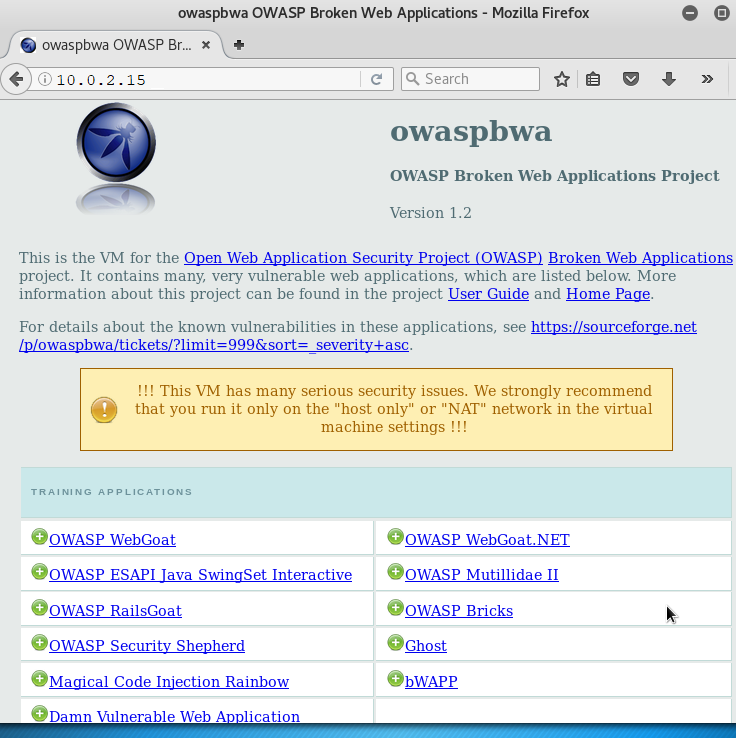 owaspbwa OWASP Broken Web Applications - Mozilla Firefox
owaspbwa OWASP Br...
10.0.2.15
Search
owaspbwa
OWASP Broken Web Applications Project
Version 1.2
This is the VM for the Open Web Application Security Project (OWASP) Broken Web Applications
project. It contains many, very vulnerable web applications, which are listed below. More
information about this project can be found in the project User Guide and Home Page.
For details about the known vulnerabilities in these applications, see https://sourceforge.net
/p/owaspbwa/tickets/?limit=999&sort=_severity+asc.
!!! This VM has many serious security issues. We strongly recommend
that you run it only on the "host only" or "NAT" network in the virtual
machine settings !!!
TRAINING APPLICATIONS
OWASP WebGoat
OWASP WebGoat.NET
OWASP ESAPI Java SwingSet Interactive
OWASP Mutillidae II
OWASP RailsGoat
OWASP Bricks
OWASP Security Shepherd
Ghost
Magical Code Injection Rainbow
bWAPP
Damn Vulnerable Web Application